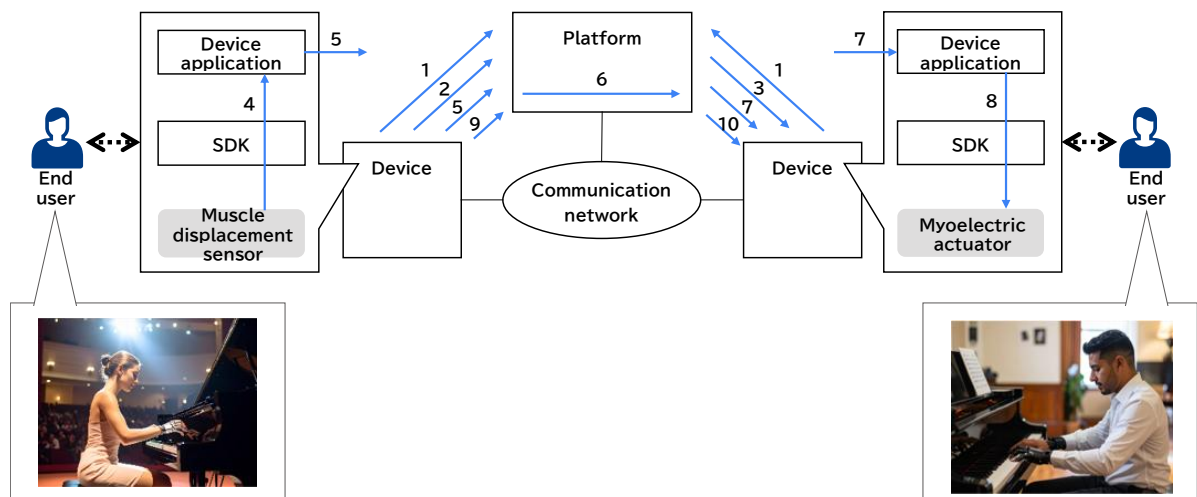 Device
application
5
4
SDK
Muscle
displacement
sensor
End
user
1
2
5
9
Device
Platform
6
Communication
network
1
3
7
10
Device
7
Device
application
8
SDK
Myoelectric
actuator
End
user